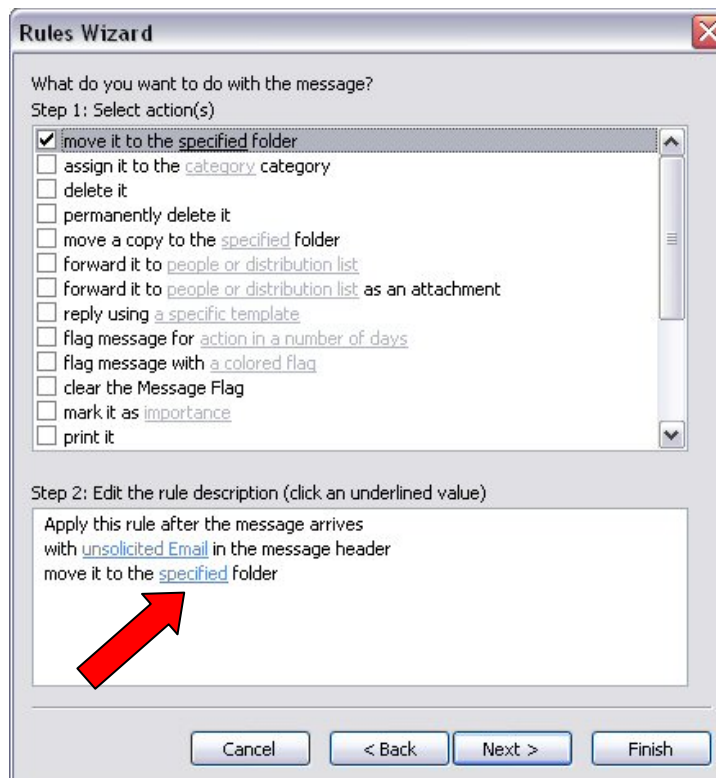 Rules Wizard
What do you want to do with the message?
Step 1: Select action(s)
move it to the specified folder
assign it to the category category
delete it
permanently delete it
move a copy to the specified folder
forward it to people or distribution list
forward it to people or distribution list as an attachment
reply using a specific template
flag message for action in a number of days
flag message with a colored flag
clear the Message Flag
mark it as importance
print it
Step 2: Edit the rule description (click an underlined value)
Apply this rule after the message arrives
with unsolicited Email in the message header
move it to the specified folder
Cancel < Back Next > Finish